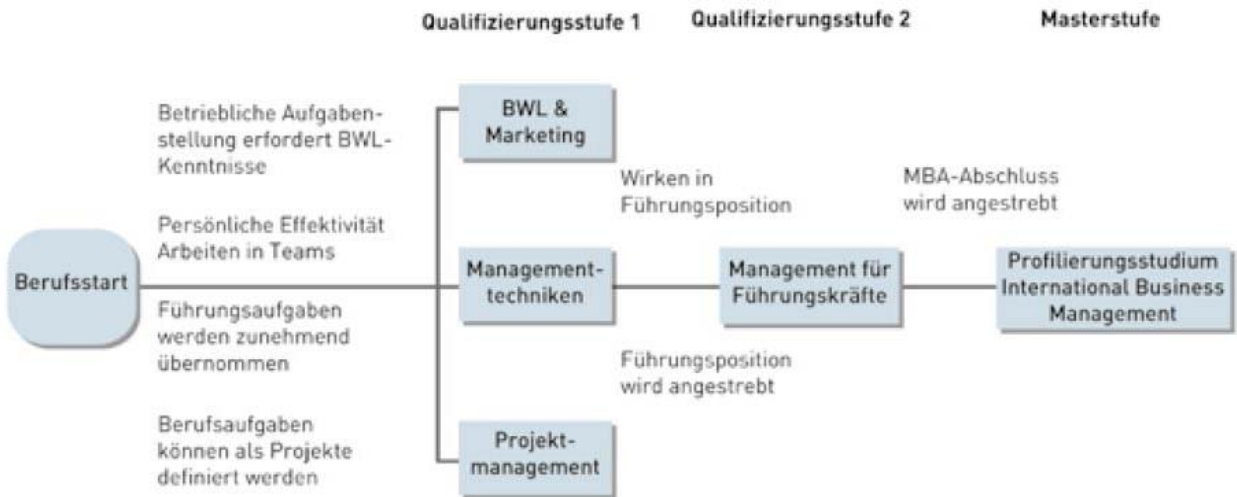 Qualifizierungsstufe 1
Qualifizierungsstufe 2
Masterstufe
Berufsstart
Betriebliche Aufgaben-
stellung erfordert BWL-
Kenntnisse
Persönliche Effektivität
Arbeiten in Teams
Führungsaufgaben
werden zunehmend
übernommen
Berufsaufgaben
können als Projekte
definiert werden
BWL &
Marketing
Management-
techniken
Projekt-
management
Wirken in
Führungsposition
Führungsposition
wird angestrebt
Management für
Führungskräfte
MBA-Abschluss
wird angestrebt
Profilierungsstudium
International Business
Management